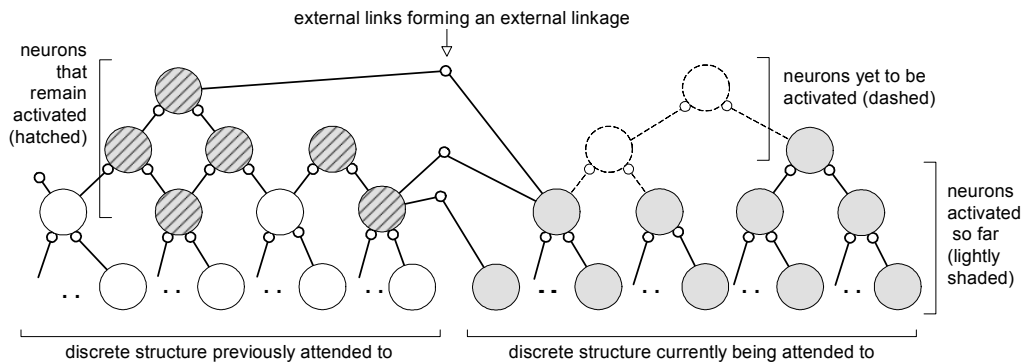 external links forming an external linkage
neurons
that
remain
activated
(hatched)
neurons yet to be
activated (dashed)
neurons
activated
so far
(lightly
shaded)
. .
. .
. .
. .
. .
. .
. .
. .
discrete structure previously attended to
discrete structure currently being attended to